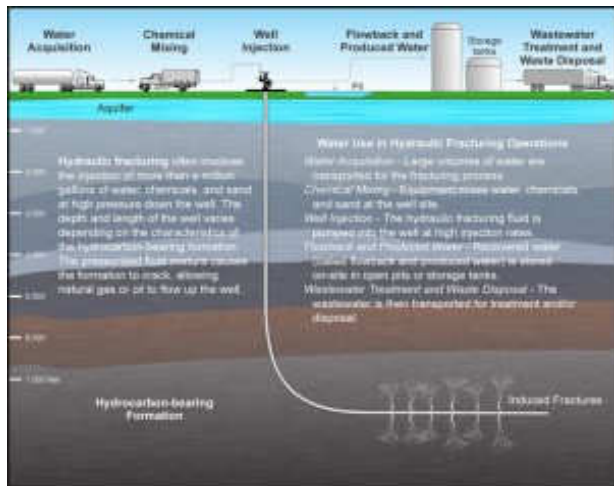 Water
Acquisition
Chemical
Mixing
Well
Injection
Flowback and
Produced Water
Storage
tanks
Wastewater
Treatment and
Waste Disposal
Pit
Aquifer
Hydraulic fracturing often involves
the injection of more than a million
gallons of water, chemicals, and sand
at high pressure down the well. The
depth and length of the well varies
depending on the characteristics of
the hydrocarbon-bearing formation.
The pressurized fluid mixture causes
the formation to crack, allowing
natural gas or oil to flow up the well.
Water Use in Hydraulic Fracturing Operations
Water Acquisition - Large volumes of water are
transported for the fracturing process.
Chemical Mixing - Equipment mixes water, chemicals,
and sand at the well site.
Well Injection - The hydraulic fracturing fluid is
pumped into the well at high injection rates.
Flowback and Produced Water - Recovered water
(called flowback and produced water) is stored
on-site in open pits or storage tanks.
Wastewater Treatment and Waste Disposal - The
wastewater is then transported for treatment and/or
disposal.
Hydrocarbon-bearing
Formation
Induced Fractures